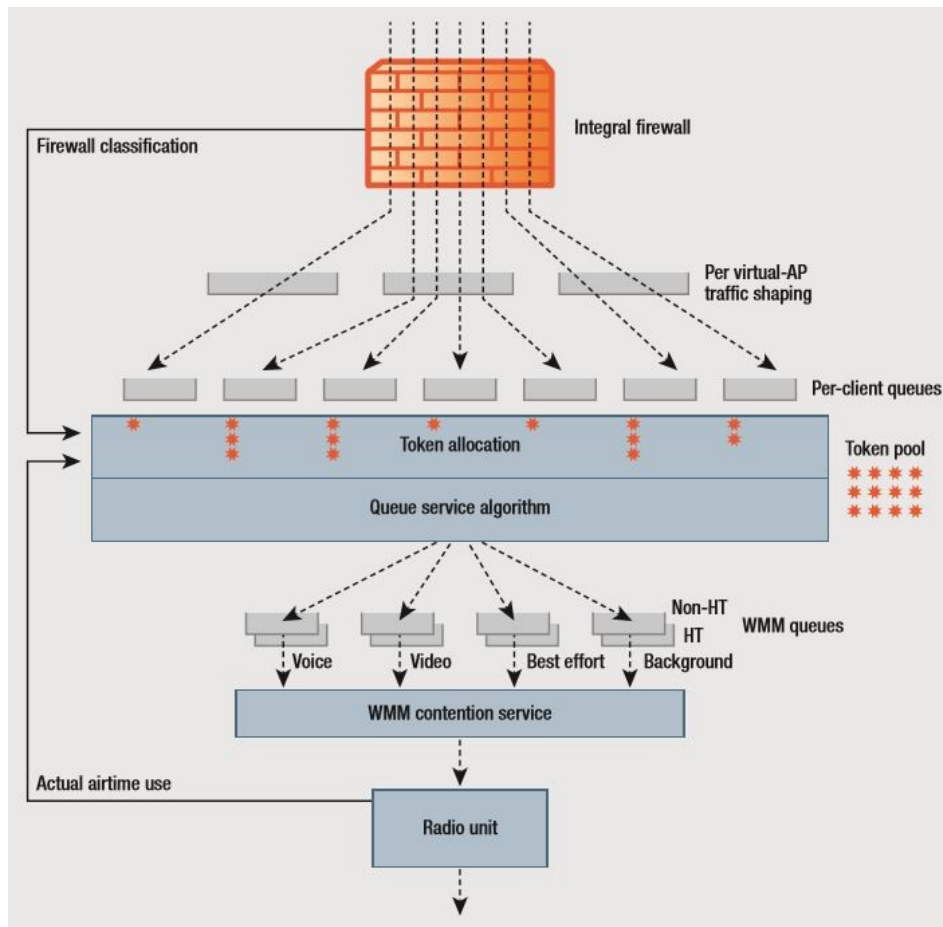 Integral firewall
Firewall classification
Per virtual-AP
traffic shaping
Per-client queues
Token allocation
Token pool
Queue service algorithm
Non-HT
HT
WMM queues
Voice
Video
Best effort
Background
WMM contention service
Actual airtime use
Radio unit